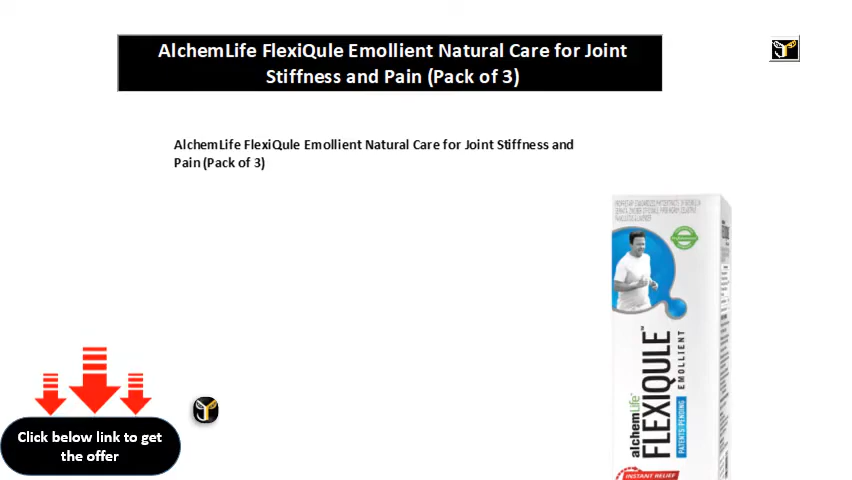 AlchemLife FlexiQule Emollient Natural Care for Joint
Stiffness and Pain (Pack of 3)
AlchemLife FlexiQule Emollient Natural Care for Joint Stiffness and
Pain (Pack of 3)
alchemLife™
FLEXIQULE™
EMOLLIENT
PATENTS PENDING
INSTANT RELIEF
Click below link to get
the offer